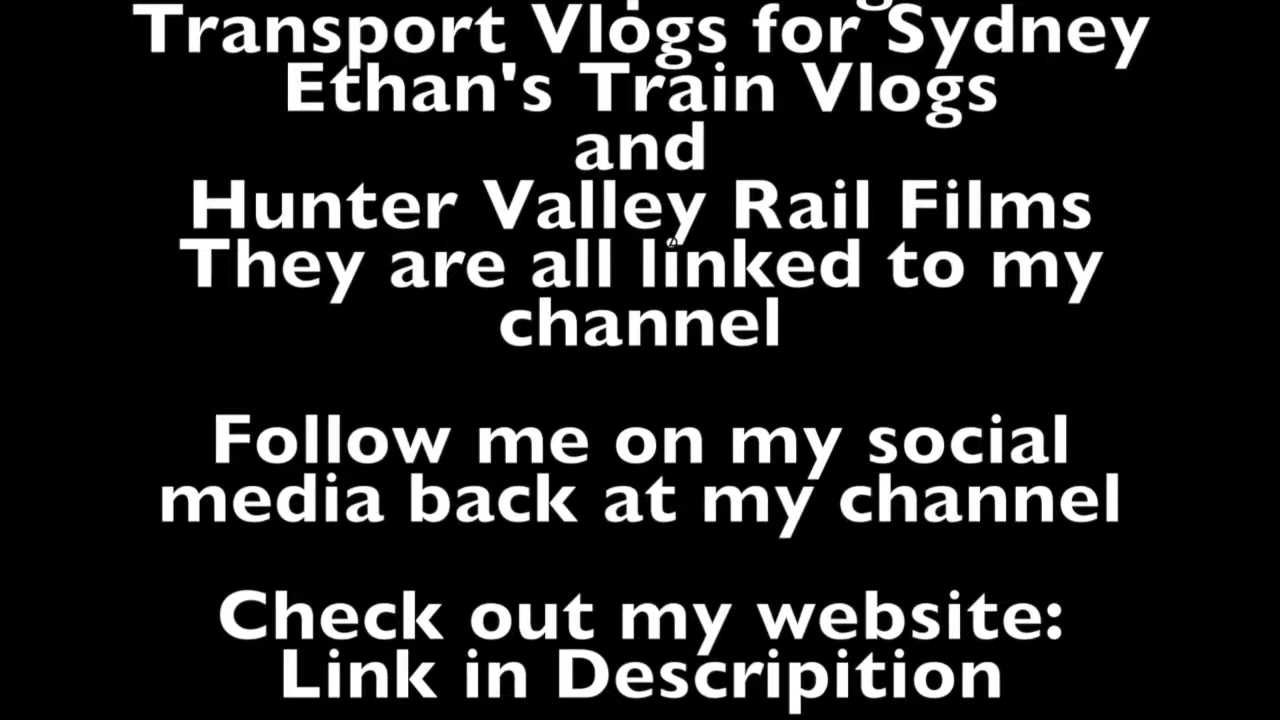 Transport Vlogs for Sydney
Ethan's Train Vlogs
and
Hunter Valley Rail Films
They are all linked to my
channel
Follow me on my social
media back at my channel
Check out my website:
Link in Descripition